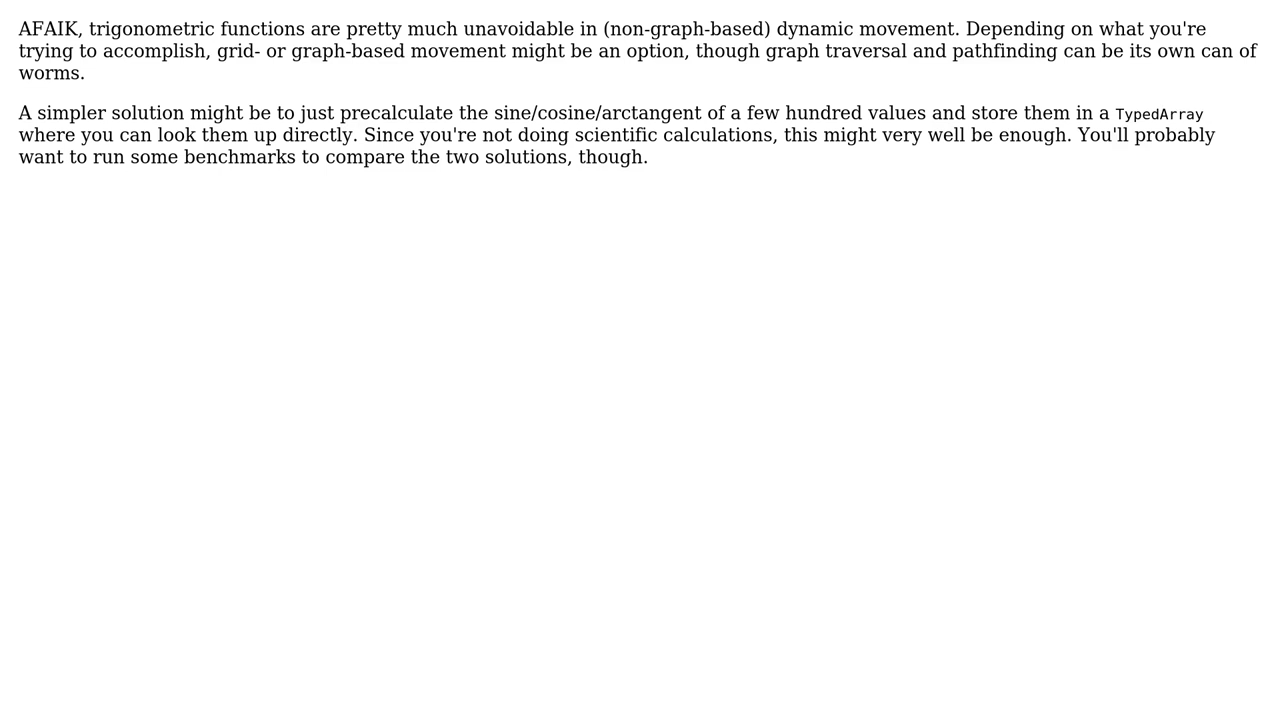 AFAIK, trigonometric functions are pretty much unavoidable in (non-graph-based) dynamic movement. Depending on what you're
trying to accomplish, grid- or graph-based movement might be an option, though graph traversal and pathfinding can be its own can of
worms.
A simpler solution might be to just precalculate the sine/cosine/arctangent of a few hundred values and store them in a TypedArray
where you can look them up directly. Since you're not doing scientific calculations, this might very well be enough. You'll probably
want to run some benchmarks to compare the two solutions, though.